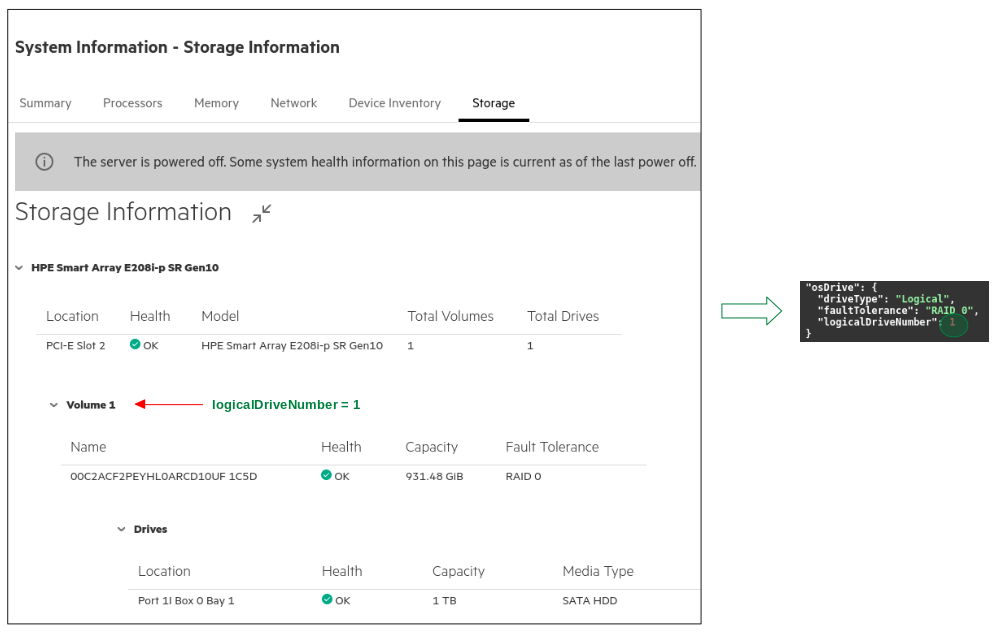 System Information - Storage Information
Summary Processors Memory Network Device Inventory Storage
The server is powered off. Some system health information on this page is current as of the last power off.
Storage Information
HPE Smart Array E208i-p SR Gen10
Location Health Model Total Volumes Total Drives
PCI-E Slot 2 OK HPE Smart Array E208i-p SR Gen10 1 1
Volume 1 logicalDriveNumber = 1
Name Health Capacity Fault Tolerance
00C2ACF2PEYHL0ARCD10UF 1C5D OK 931.48 GiB RAID 0
Drives
Location Health Capacity Media Type
Port 1I Box 0 Bay 1 OK 1 TB SATA HDD
"osDrive": {
"driveType": "Logical",
"faultTolerance": "RAID 0",
"logicalDriveNumber": 1
}